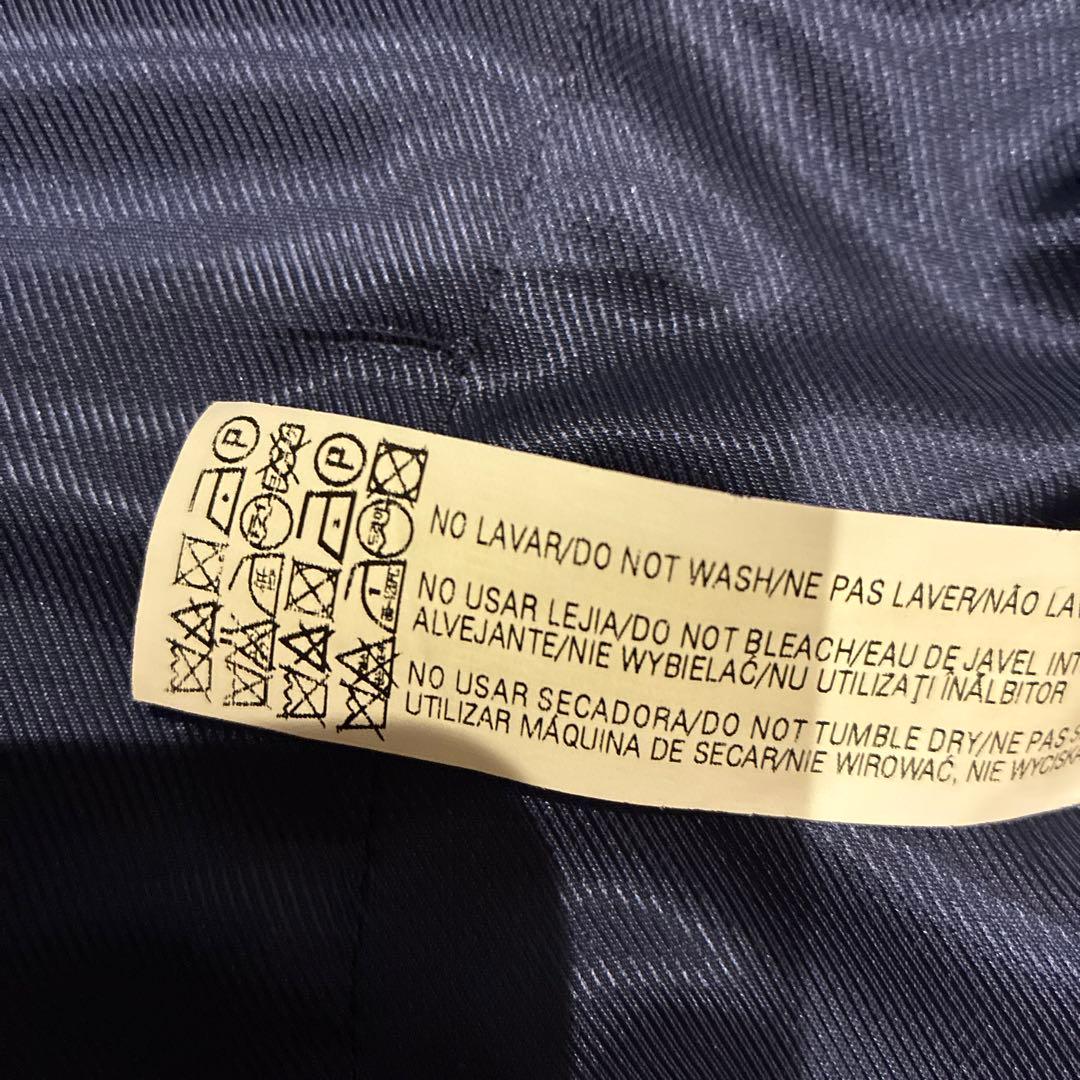 P
P
NO LAVAR/DO NOT WASH/NE PAS LAVER/NÃO LA
NO USAR LEJIA/DO NOT BLEACH/EAU DE JAVEL INT
ALVEJANTE/NIE WYBIELAĆ/NU UTILIZAŢI ÎNĂLBITOR
NO USAR SECADORA/DO NOT TUMBLE DRY/NE PAS S
UTILIZAR MÁQUINA DE SECAR/NIE WIROWAĆ, NIE WYCISKA